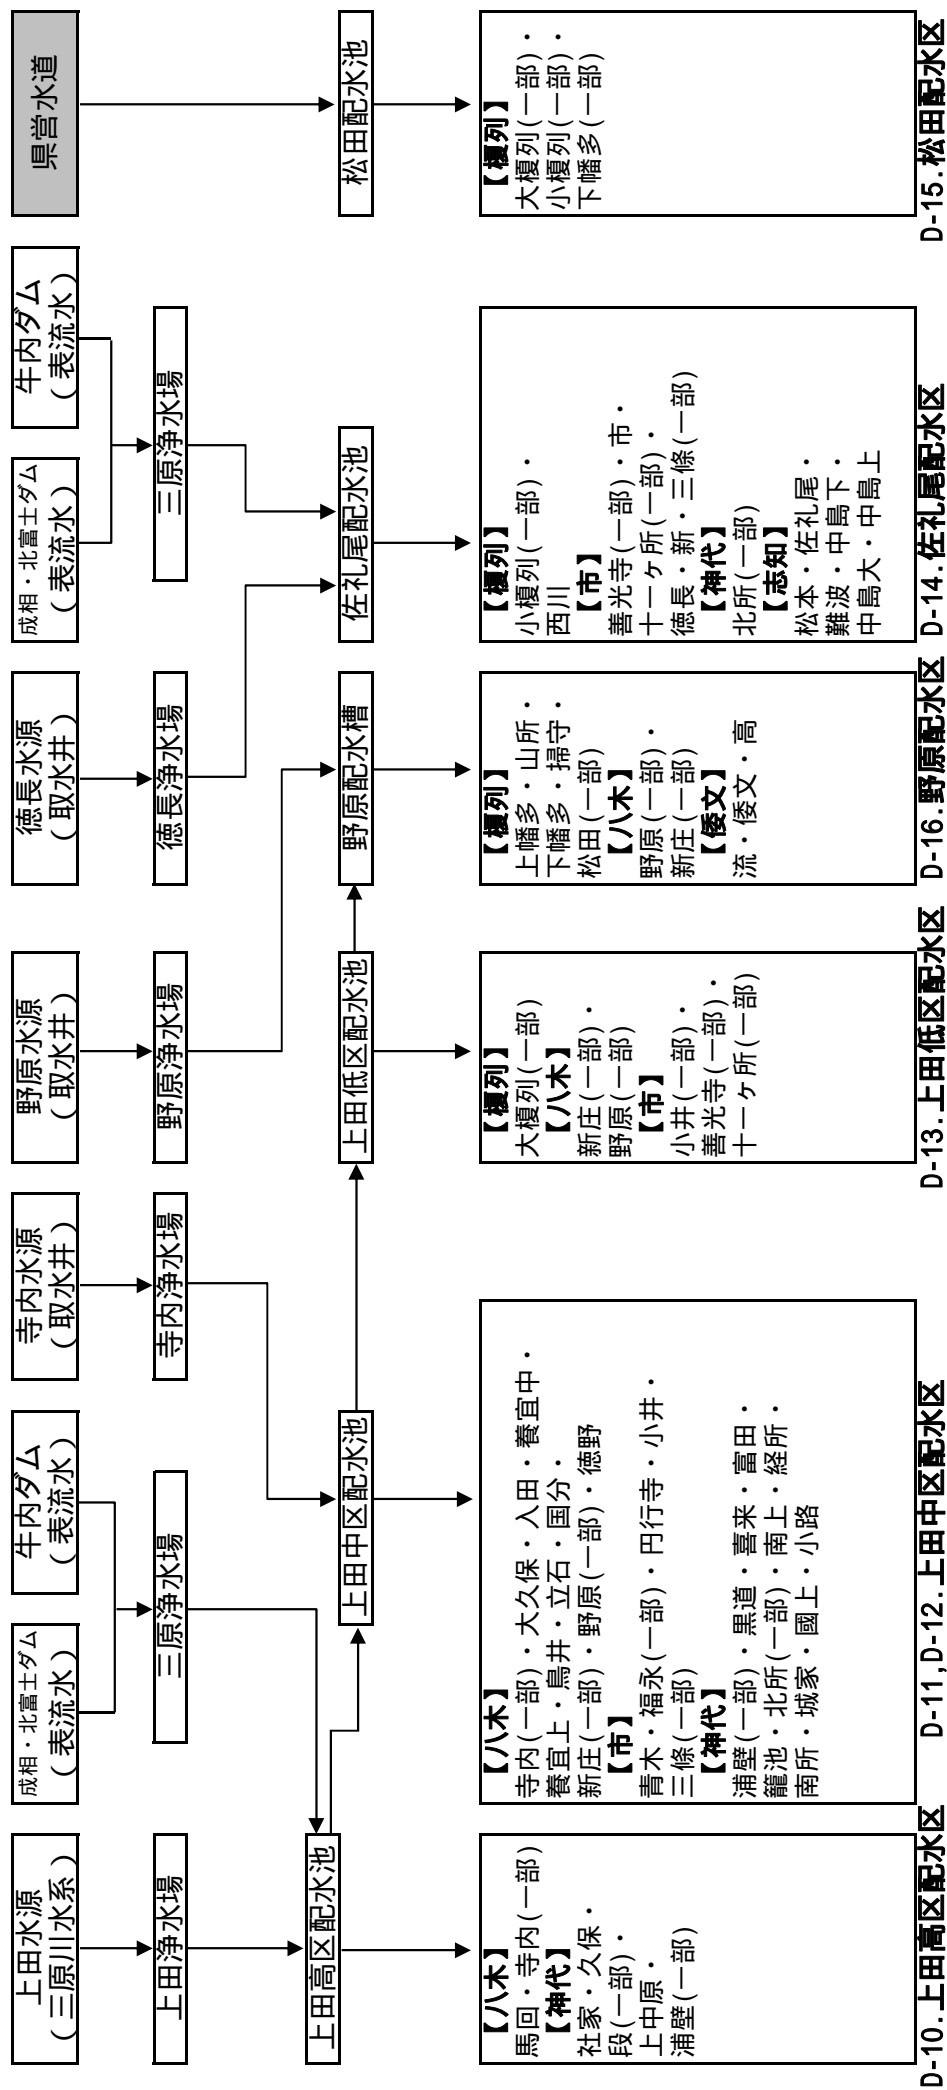 上田水源
(三原川水系)
成相・北富士ダム
(表流水)
牛内ダム
(表流水)
寺内水源
(取水井)
野原水源
(取水井)
徳長水源
(取水井)
成相・北富士ダム
(表流水)
牛内ダム
(表流水)
県営水道
上田浄水場
三原浄水場
寺内浄水場
野原浄水場
徳長浄水場
三原浄水場
上田高区配水池
上田中区配水池
上田低区配水池
野原配水槽
佐礼尾配水池
松田配水池
【八木】
馬回・寺内(一部)
【神代】
社家・久保・
段(一部)・
上中原・
浦壁(一部)
D-10.上田高区配水区
【八木】
寺内(一部)・大久保・入田・養宜中・
養宜上・鳥井・立石・国分・
新庄(一部)・野原(一部)・徳野
【市】
青木・福永(一部)・円行寺・小井・
三條(一部)
【神代】
浦壁(一部)・黒道・喜来・富田・
籠池・北所(一部)・南上・経所・
南所・城家・國上・小路
D-11,D-12.上田中区配水区
【榎列】
大榎列(一部)
【八木】
新庄(一部)・
野原(一部)
【市】
小井(一部)・
善光寺(一部)・
十一ヶ所(一部)
D-13.上田低区配水区
【榎列】
上幡多・山所・
下幡多・掃守・
松田(一部)
【八木】
野原(一部)・
新庄(一部)
【倭文】
流・倭文・高
D-16.野原配水区
【榎列】
小榎列(一部)・
西川
【市】
善光寺(一部)・市・
十一ヶ所(一部)・
徳長・新・三條(一部)
【神代】
北所(一部)
【志知】
松本・佐礼尾・
難波・中島下・
中島大・中島上
D-14.佐礼尾配水区
【榎列】
大榎列(一部)・
小榎列(一部)・
下幡多(一部)
D-15.松田配水区